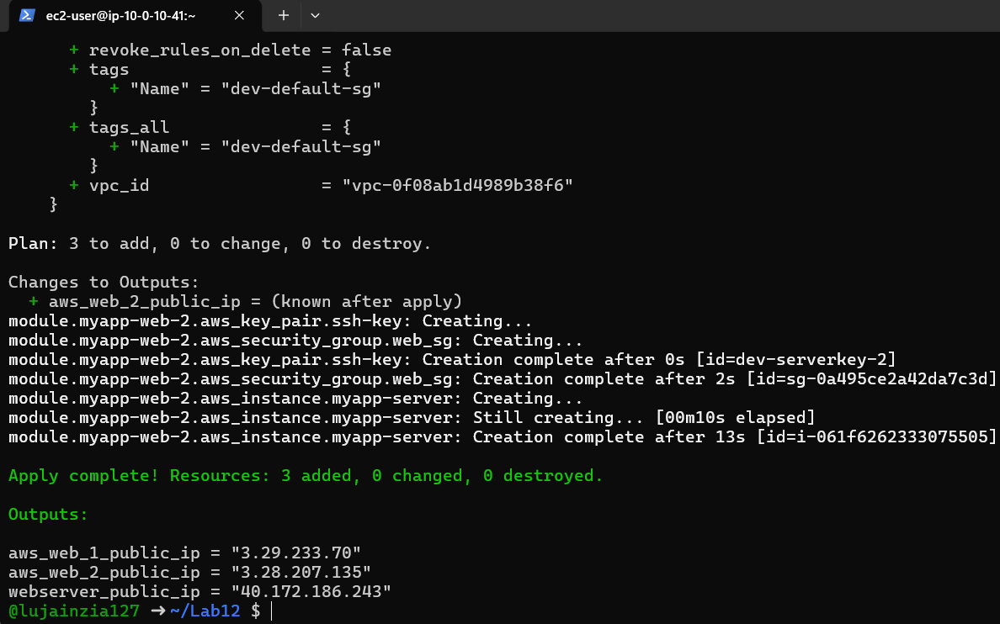 ec2-user@ip-10-0-10-41:~
+ revoke_rules_on_delete = false
+ tags                   = {
+ "Name" = "dev-default-sg"
}
+ tags_all               = {
+ "Name" = "dev-default-sg"
}
+ vpc_id                 = "vpc-0f08ab1d4989b38f6"
}
Plan: 3 to add, 0 to change, 0 to destroy.
Changes to Outputs:
+ aws_web_2_public_ip = (known after apply)
module.myapp-web-2.aws_key_pair.ssh-key: Creating...
module.myapp-web-2.aws_security_group.web_sg: Creating...
module.myapp-web-2.aws_key_pair.ssh-key: Creation complete after 0s [id=dev-serverkey-2]
module.myapp-web-2.aws_security_group.web_sg: Creation complete after 2s [id=sg-0a495ce2a42da7c3d]
module.myapp-web-2.aws_instance.myapp-server: Creating...
module.myapp-web-2.aws_instance.myapp-server: Still creating... [00m10s elapsed]
module.myapp-web-2.aws_instance.myapp-server: Creation complete after 13s [id=i-061f6262333075505]
Apply complete! Resources: 3 added, 0 changed, 0 destroyed.
Outputs:
aws_web_1_public_ip = "3.29.233.70"
aws_web_2_public_ip = "3.28.207.135"
webserver_public_ip = "40.172.186.243"
@lujainzia127 ➜ ~/Lab12 $